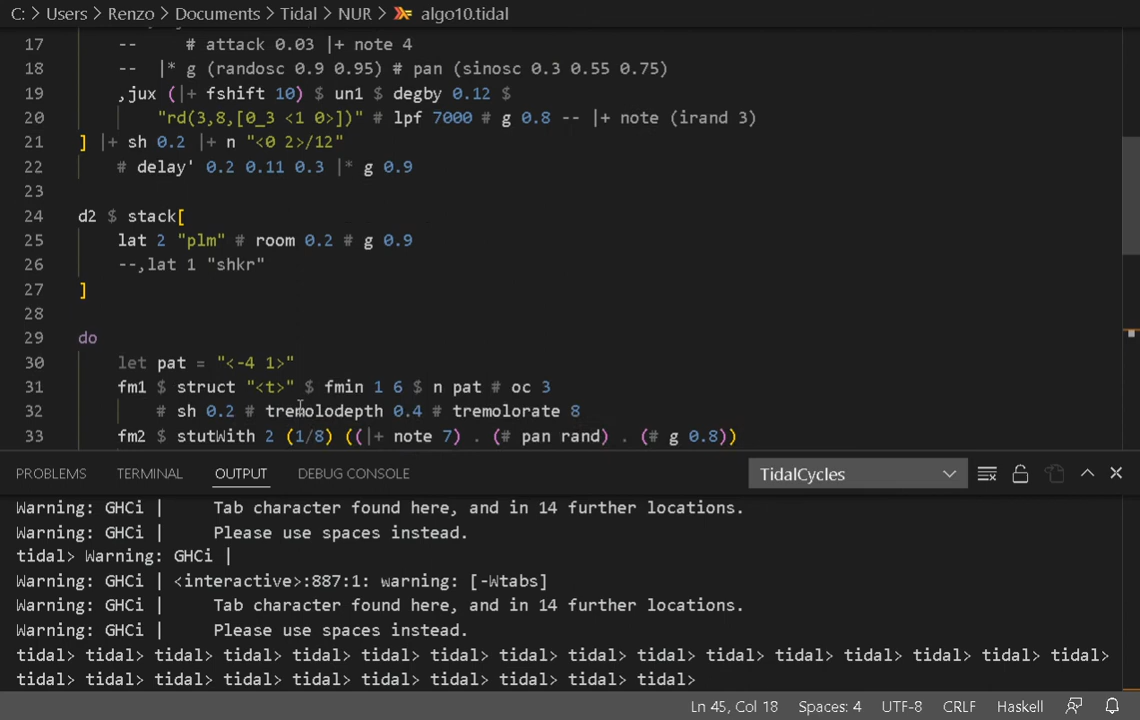 C: > Users > Renzo > Documents > Tidal > NUR > algo10.tidal
17 -- # attack 0.03 |+ note 4
18 -- |* g (randosc 0.9 0.95) # pan (sinosc 0.3 0.55 0.75)
19 ,jux (|+ fshift 10) $ un1 $ degby 0.12 $
20 "rd(3,8,[0_3 <1 0>])" # lpf 7000 # g 0.8 -- |+ note (irand 3)
21 ] |+ sh 0.2 |+ n "<0 2>/12"
22 # delay' 0.2 0.11 0.3 |* g 0.9
23
24 d2 $ stack[
25 lat 2 "plm" # room 0.2 # g 0.9
26 --,lat 1 "shkr"
27 ]
28
29 do
30 let pat = "<-4 1>"
31 fm1 $ struct "<t>" $ fmin 1 6 $ n pat # oc 3
32 # sh 0.2 # tremolodepth 0.4 # tremolorate 8
33 fm2 $ stutWith 2 (1/8) ((|+ note 7) . (# pan rand) . (# g 0.8))
PROBLEMS TERMINAL OUTPUT DEBUG CONSOLE TidalCycles
Warning: GHCi | Tab character found here, and in 14 further locations.
Warning: GHCi | Please use spaces instead.
tidal> Warning: GHCi |
Warning: GHCi | <interactive>:887:1: warning: [-Wtabs]
Warning: GHCi | Tab character found here, and in 14 further locations.
Warning: GHCi | Please use spaces instead.
tidal> tidal> tidal> tidal> tidal> tidal> tidal> tidal> tidal> tidal> tidal> tidal> tidal> tidal> tidal> tidal>
tidal> tidal> tidal> tidal> tidal> tidal> tidal> tidal> tidal> tidal>
Ln 45, Col 18 Spaces: 4 UTF-8 CRLF Haskell